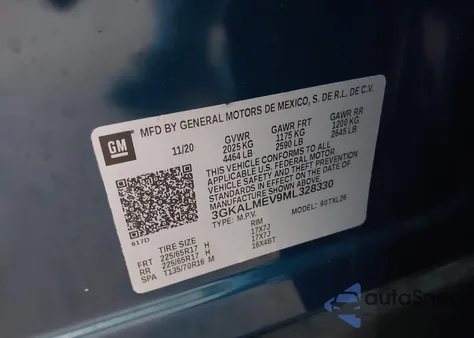 GM
MFD BY GENERAL MOTORS DE MEXICO, S. DE R.L. DE C.V.
11/20 GVWR GAWR FRT GAWR RR
2025 KG 1175 KG 1200 KG
4464 LB 2590 LB 2645 LB
THIS VEHICLE CONFORMS TO ALL
APPLICABLE U.S. FEDERAL MOTOR
VEHICLE SAFETY AND THEFT PREVENTION
STANDARDS IN EFFECT ON THE DATE OF
MANUFACTURE SHOWN ABOVE.
3GKALMEV9ML328330
617D TYPE: M.P.V. MODEL:
TIRE SIZE RIM
FRT 225/65R17 H 17X7J
RR 225/65R17 H 17X7J
SPA T135/70R16 M 16X4BT